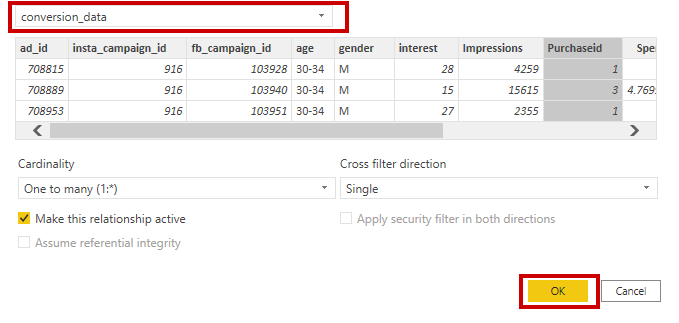 conversion_data
ad_id insta_campaign_id fb_campaign_id age gender interest Impressions Purchaseid Spe
708815 916 103928 30-34 M 28 4259 1
708889 916 103940 30-34 M 15 15615 3 4.769
708953 916 103951 30-34 M 27 2355 1
Cardinality Cross filter direction
One to many (1:*) Single
Make this relationship active Apply security filter in both directions
Assume referential integrity
OK Cancel